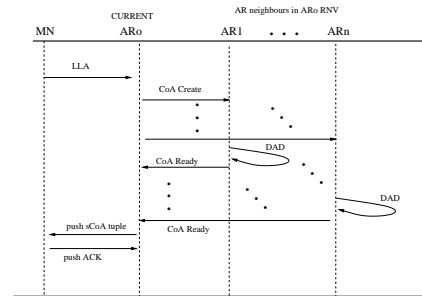 CURRENT
AR neighbours in ARo RNV
MN ARo AR1 • • • ARn
LLA
CoA Create
DAD
CoA Ready
DAD
push sCoA tuple
CoA Ready
push ACK